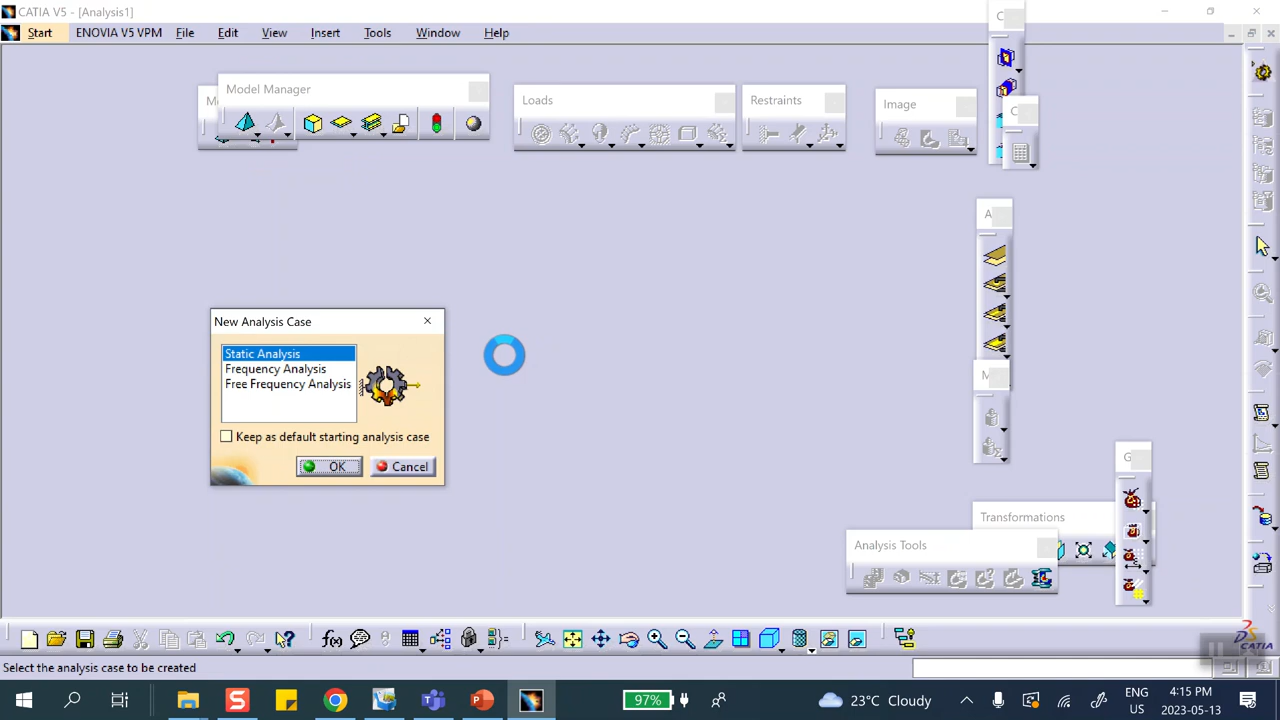 CATIA V5 - [Analysis1]
Start ENOVIA V5 VPM File Edit View Insert Tools Window Help
C
M
Model Manager
Loads
Restraints
Image
C
A
New Analysis Case
Static Analysis
Frequency Analysis
Free Frequency Analysis
Keep as default starting analysis case
OK Cancel
M
G
Transformations
Analysis Tools
f(x)
CATIA
Select the analysis case to be created
97%
23°C Cloudy
ENG
US
4:15 PM
2023-05-13